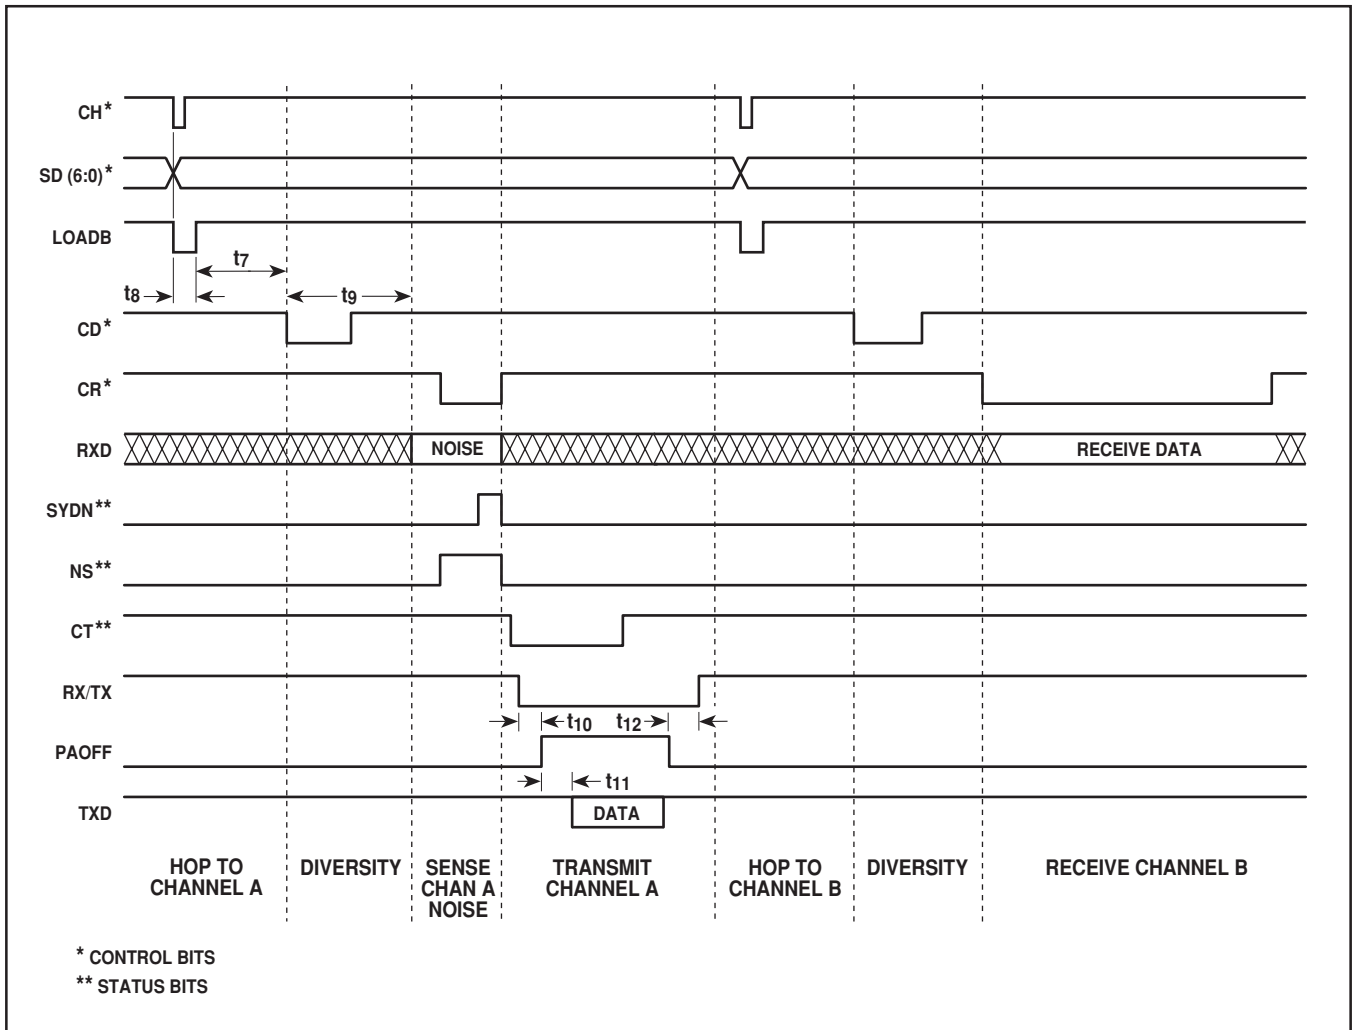 CH*
SD (6:0)*
LOADB
t7
t8
t9
CD*
CR*
RXD
NOISE
RECEIVE DATA
SYDN**
NS**
CT**
RX/TX
t10
t12
PAOFF
t11
TXD
DATA
HOP TO
CHANNEL A
DIVERSITY
SENSE
CHAN A
NOISE
TRANSMIT
CHANNEL A
HOP TO
CHANNEL B
DIVERSITY
RECEIVE CHANNEL B
* CONTROL BITS
** STATUS BITS